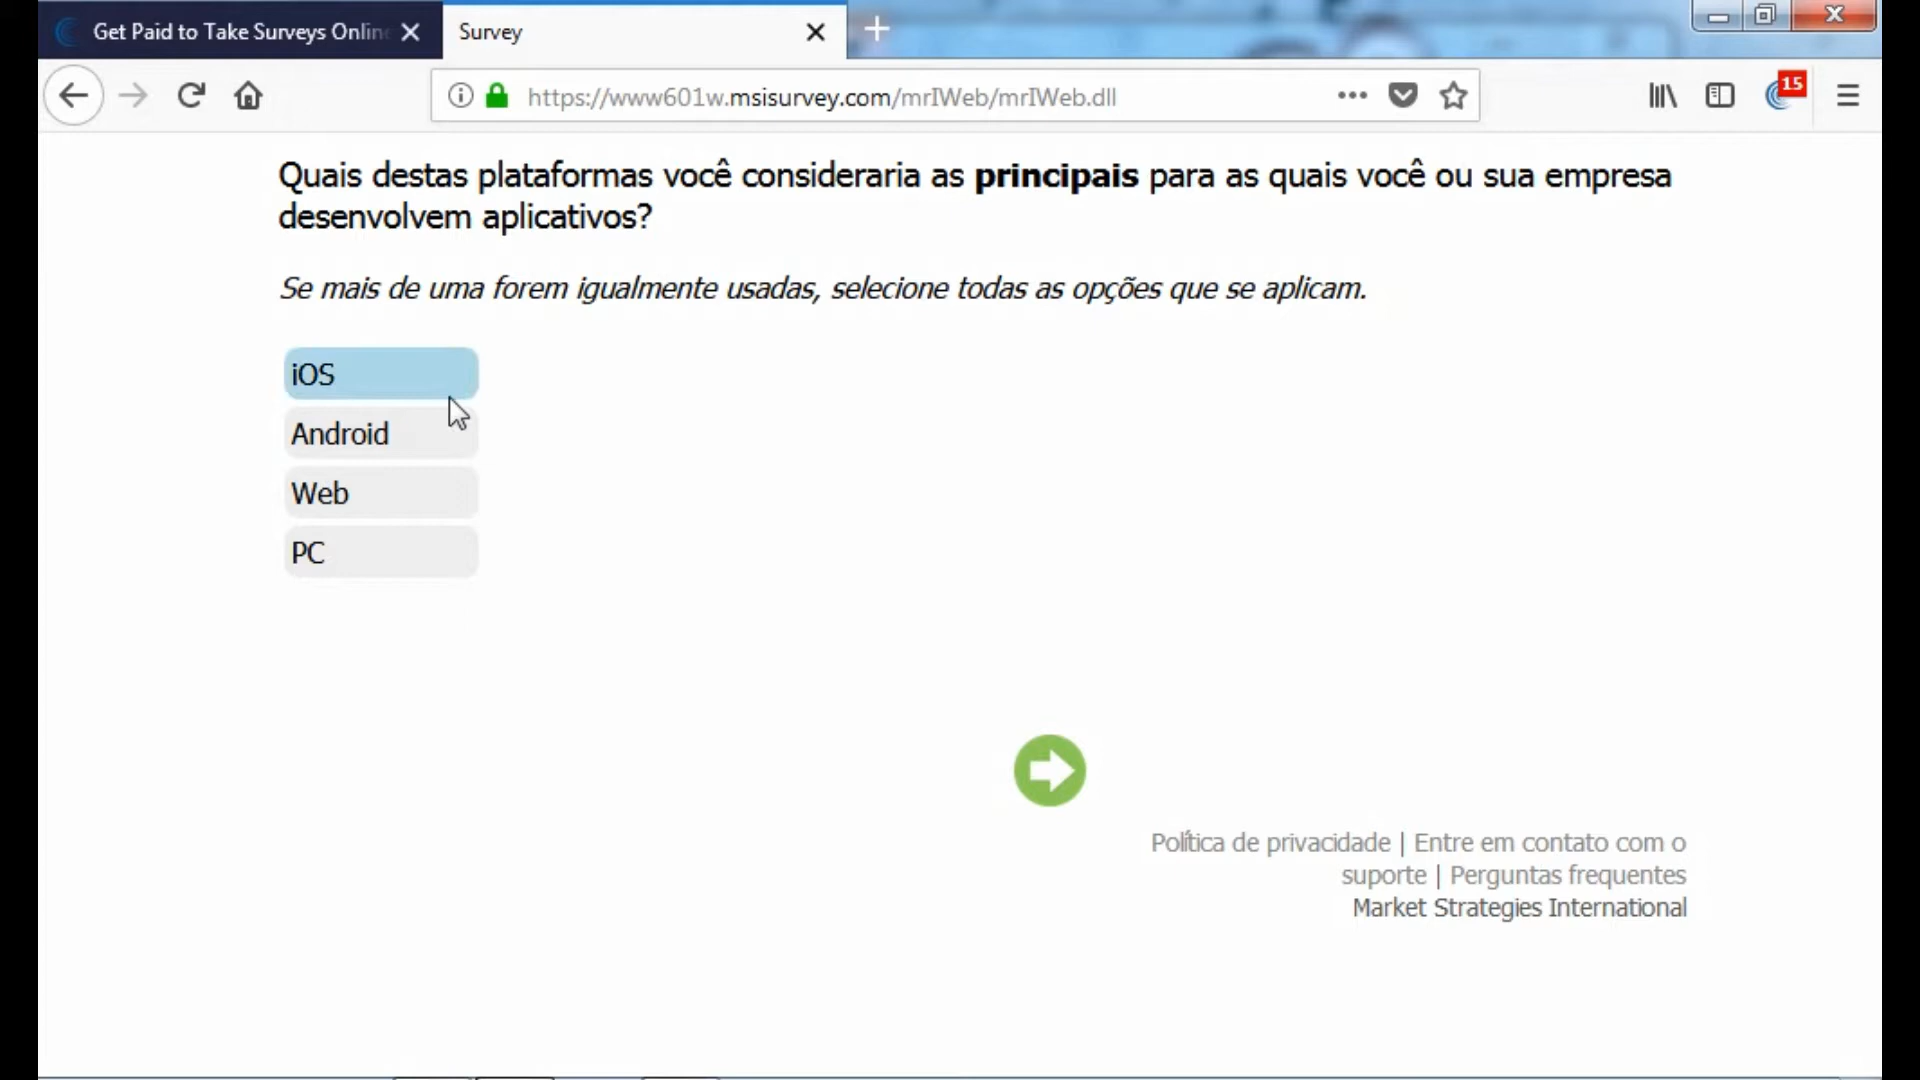 Get Paid to Take Surveys Onlin
Survey
https://www601w.msisurvey.com/mrIWeb/mrIWeb.dll
15
Quais destas plataformas você consideraria as principais para as quais você ou sua empresa
desenvolvem aplicativos?
Se mais de uma forem igualmente usadas, selecione todas as opções que se aplicam.
iOS
Android
Web
PC
Política de privacidade | Entre em contato com o
suporte | Perguntas frequentes
Market Strategies International